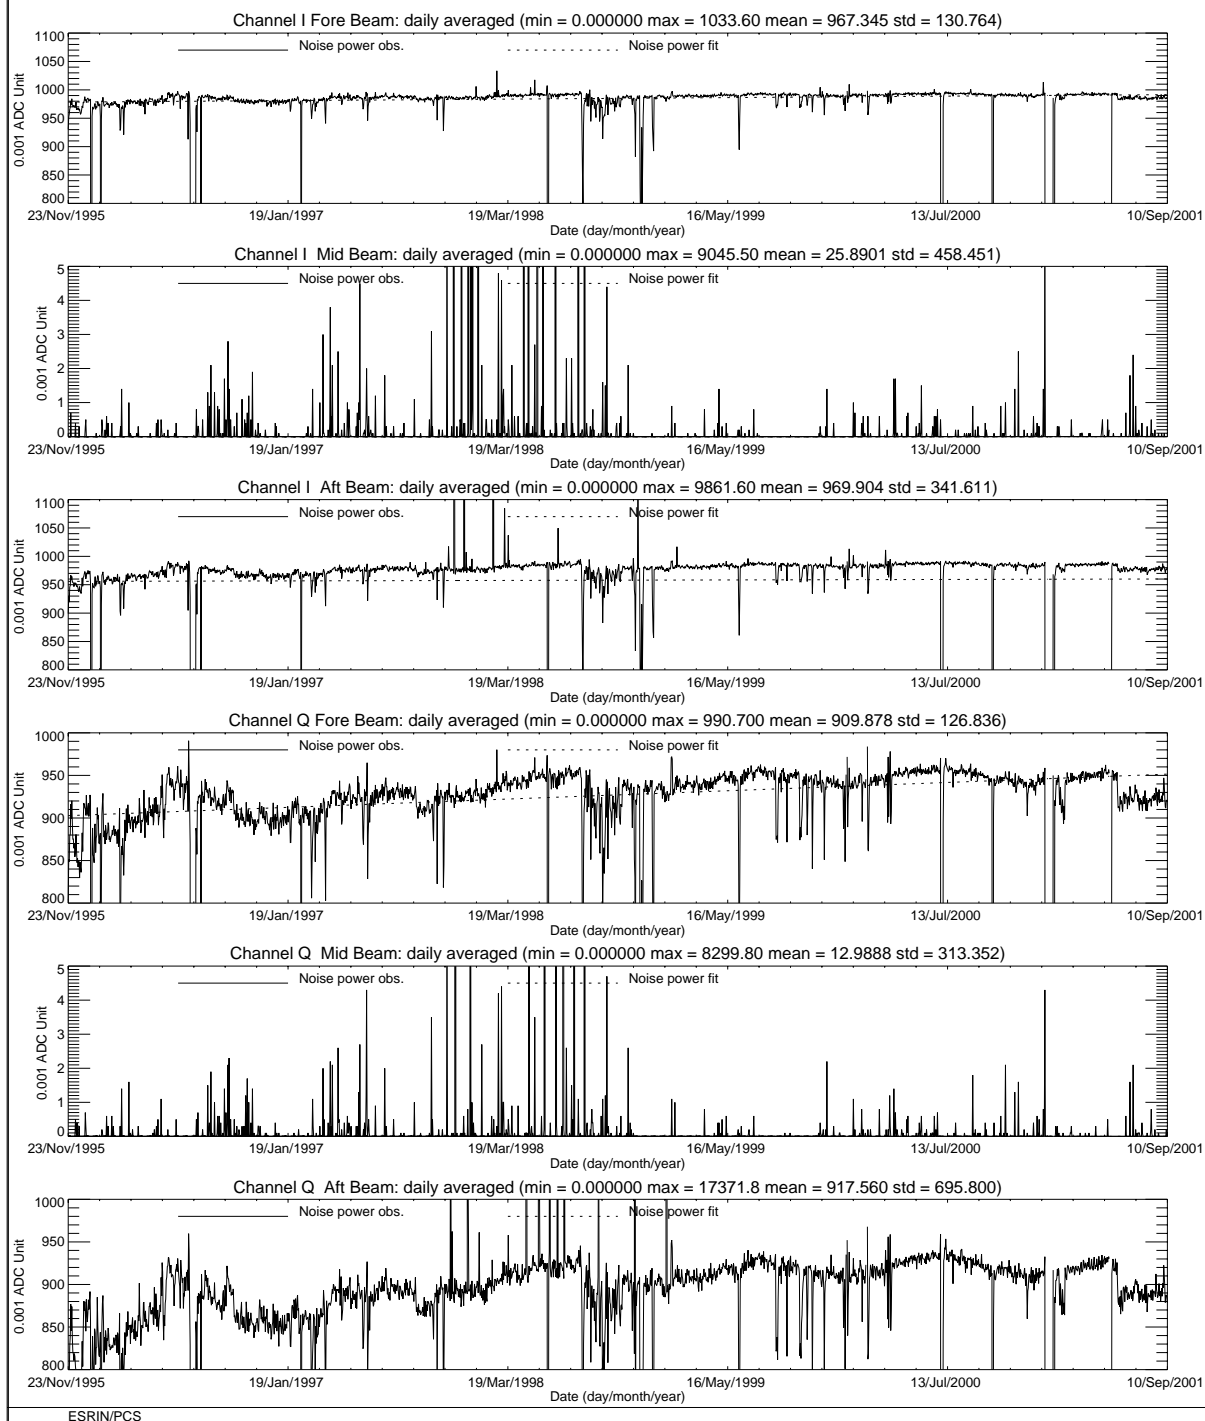 Channel I Fore Beam: daily averaged (min = 0.000000 max = 1033.60 mean = 967.345 std = 130.764)
1100
Noise power obs.
Noise power fit
1050
1000
950
900
850
800
0.001 ADC Unit
23/Nov/1995
19/Jan/1997
19/Mar/1998
16/May/1999
13/Jul/2000
10/Sep/2001
Date (day/month/year)
Channel I Mid Beam: daily averaged (min = 0.000000 max = 9045.50 mean = 25.8901 std = 458.451)
5
Noise power obs.
Noise power fit
4
3
2
1
0
0.001 ADC Unit
23/Nov/1995
19/Jan/1997
19/Mar/1998
16/May/1999
13/Jul/2000
10/Sep/2001
Date (day/month/year)
Channel I Aft Beam: daily averaged (min = 0.000000 max = 9861.60 mean = 969.904 std = 341.611)
1100
Noise power obs.
Noise power fit
1050
1000
950
900
850
800
0.001 ADC Unit
23/Nov/1995
19/Jan/1997
19/Mar/1998
16/May/1999
13/Jul/2000
10/Sep/2001
Date (day/month/year)
Channel Q Fore Beam: daily averaged (min = 0.000000 max = 990.700 mean = 909.878 std = 126.836)
1000
Noise power obs.
Noise power fit
950
900
850
800
0.001 ADC Unit
23/Nov/1995
19/Jan/1997
19/Mar/1998
16/May/1999
13/Jul/2000
10/Sep/2001
Date (day/month/year)
Channel Q Mid Beam: daily averaged (min = 0.000000 max = 8299.80 mean = 12.9888 std = 313.352)
5
Noise power obs.
Noise power fit
4
3
2
1
0
0.001 ADC Unit
23/Nov/1995
19/Jan/1997
19/Mar/1998
16/May/1999
13/Jul/2000
10/Sep/2001
Date (day/month/year)
Channel Q Aft Beam: daily averaged (min = 0.000000 max = 17371.8 mean = 917.560 std = 695.800)
1000
Noise power obs.
Noise power fit
950
900
850
800
0.001 ADC Unit
23/Nov/1995
19/Jan/1997
19/Mar/1998
16/May/1999
13/Jul/2000
10/Sep/2001
Date (day/month/year)
ESRIN/PCS